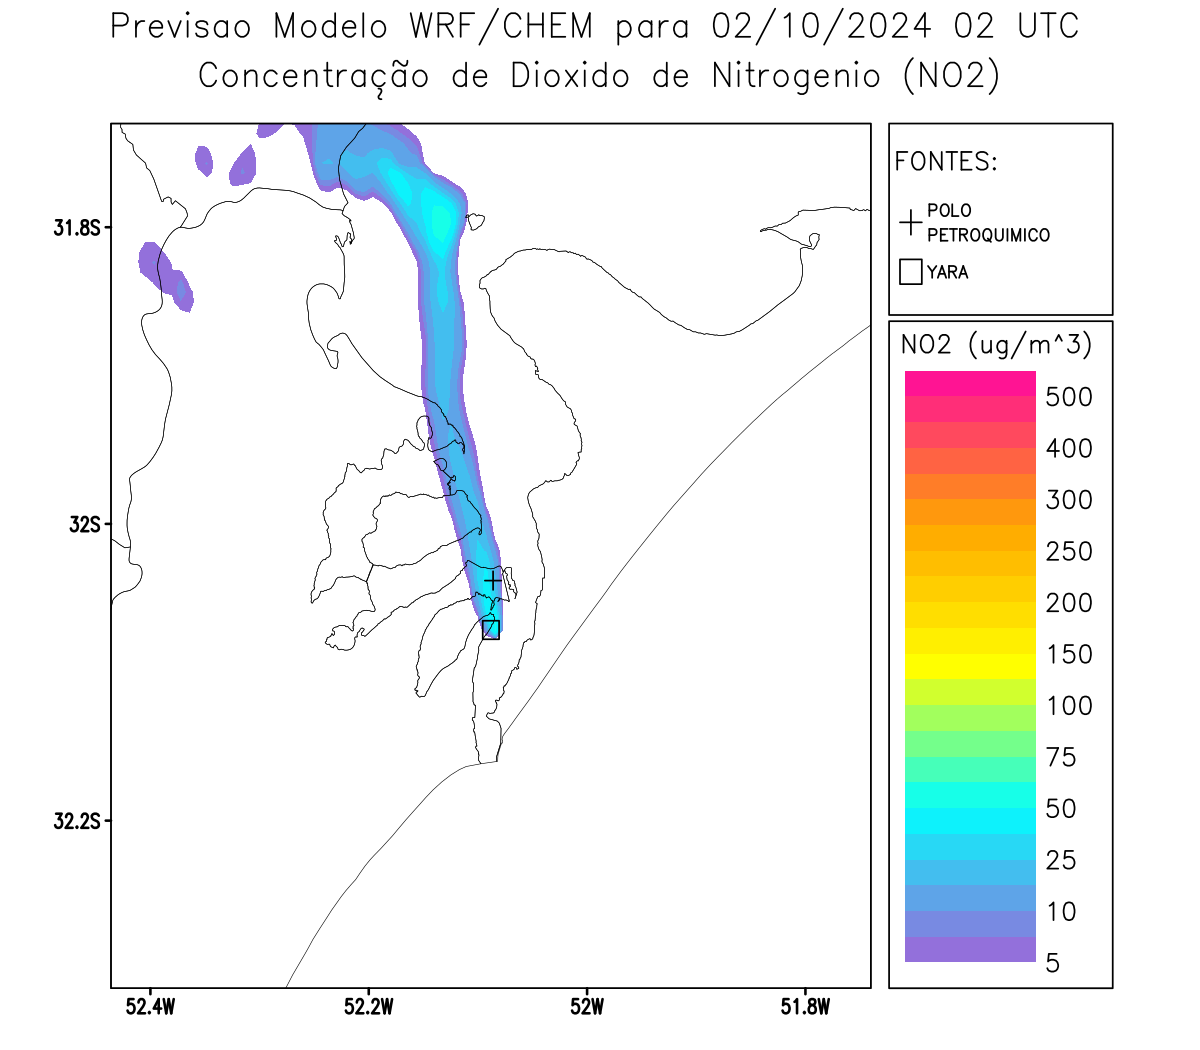 Previsao Modelo WRF/CHEM para 02/10/2024 02 UTC
Concentração de Dioxido de Nitrogenio (NO2)
FONTES:
POLO
PETROQUIMICO
YARA
NO2 (ug/m^3)
500
400
300
250
200
150
100
75
50
25
10
5
31.8S
32S
32.2S
52.4W
52.2W
52W
51.8W